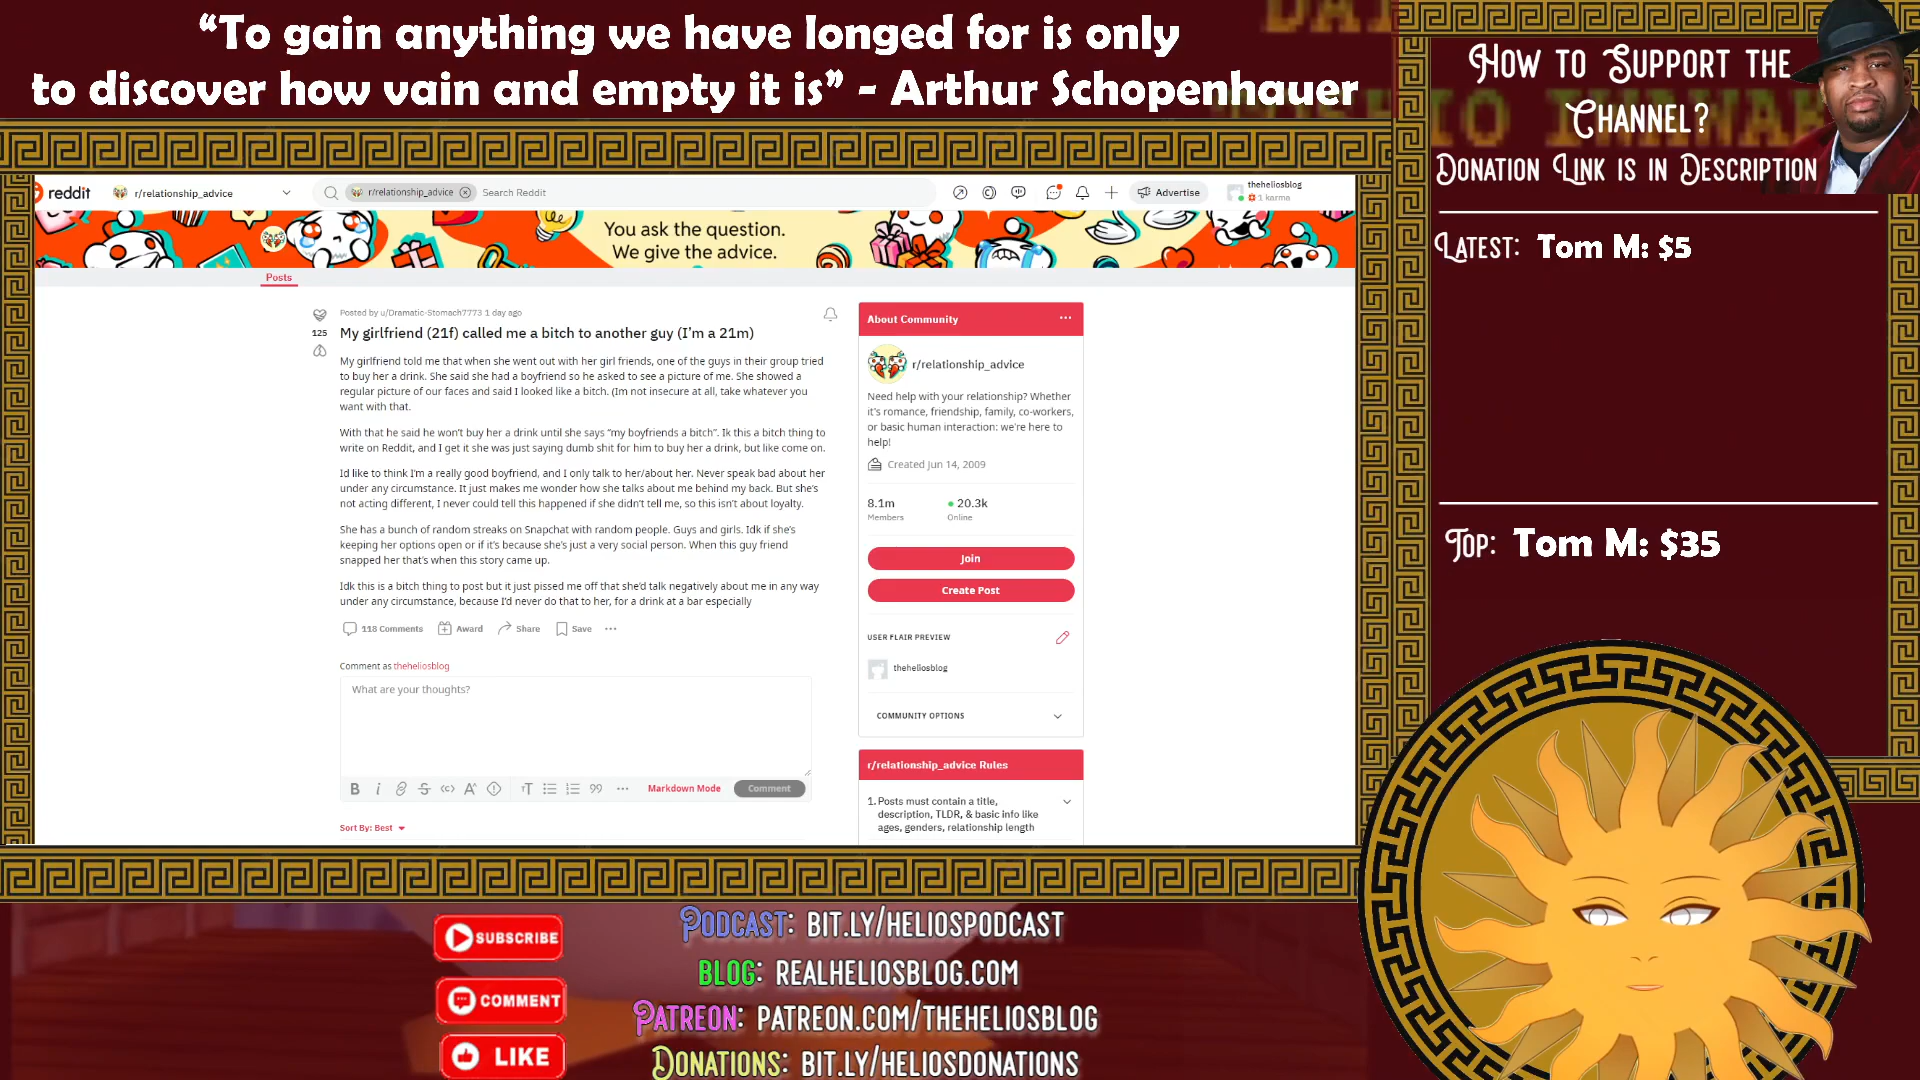 “To gain anything we have longed for is only
to discover how vain and empty it is” - Arthur Schopenhauer
How to Support the
Channel?
Donation Link is in Description
Latest: Tom M: $5
Top: Tom M: $35
reddit
r/relationship_advice
r/relationship_advice
Search Reddit
Advertise
theheliosblog
1 karma
You ask the question.
We give the advice.
Posts
Posted by u/Dramatic-Stomach7773 1 day ago
125
My girlfriend (21f) called me a bitch to another guy (I’m a 21m)
My girlfriend told me that when she went out with her girl friends, one of the guys in their group tried
to buy her a drink. She said she had a boyfriend so he asked to see a picture of me. She showed a
regular picture of our faces and said I looked like a bitch. (Im not insecure at all, take whatever you
want with that.
With that he said he won’t buy her a drink until she says “my boyfriends a bitch”. Ik this a bitch thing to
write on Reddit, and I get it she was just saying dumb shit for him to buy her a drink, but like come on.
Id like to think I’m a really good boyfriend, and I only talk to her/about her. Never speak bad about her
under any circumstance. It just makes me wonder how she talks about me behind my back. But she’s
not acting different, I never could tell this happened if she didn’t tell me, so this isn’t about loyalty.
She has a bunch of random streaks on Snapchat with random people. Guys and girls. Idk if she’s
keeping her options open or if it’s because she’s just a very social person. When this guy friend
snapped her that’s when this story came up.
Idk this is a bitch thing to post but it just pissed me off that she’d talk negatively about me in any way
under any circumstance, because I’d never do that to her, for a drink at a bar especially
118 Comments
Award
Share
Save
Comment as theheliosblog
What are your thoughts?
Markdown Mode
Comment
Sort By: Best
About Community
r/relationship_advice
Need help with your relationship? Whether
it's romance, friendship, family, co-workers,
or basic human interaction: we're here to
help!
Created Jun 14, 2009
8.1m
20.3k
Members
Online
Join
Create Post
USER FLAIR PREVIEW
theheliosblog
COMMUNITY OPTIONS
r/relationship_advice Rules
1. Posts must contain a title,
description, TLDR, & basic info like
ages, genders, relationship length
SUBSCRIBE
COMMENT
LIKE
Podcast: bit.ly/heliospodcast
Blog: realheliosblog.com
Patreon: patreon.com/theheliosblog
Donations: bit.ly/heliosdonations